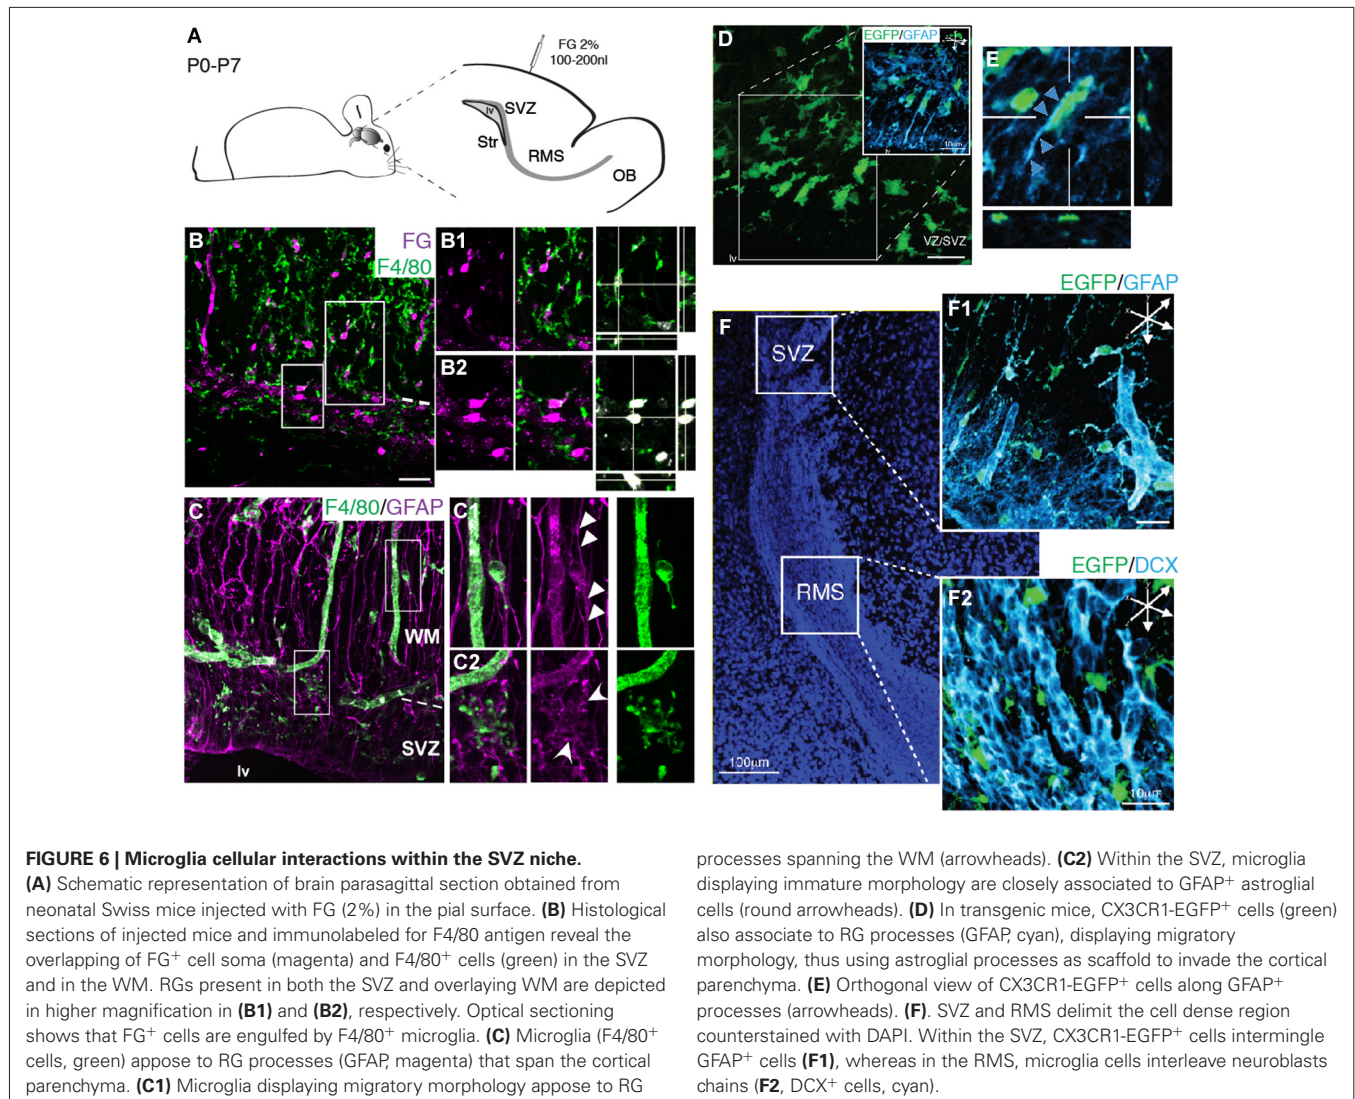 A
P0-P7
FG 2%
100-200nl
lv
SVZ
Str
RMS
OB
B
FG
F4/80
B1
B2
C
F4/80/GFAP
WM
SVZ
lv
C1
C2
D
EGFP/GFAP
10μm
lv
lv
VZ/SVZ
E
EGFP/GFAP
F
SVZ
RMS
100μm
F1
EGFP/DCX
F2
10μm
FIGURE 6 | Microglia cellular interactions within the SVZ niche.
(A) Schematic representation of brain parasagittal section obtained from
neonatal Swiss mice injected with FG (2%) in the pial surface. (B) Histological
sections of injected mice and immunolabeled for F4/80 antigen reveal the
overlapping of FG⁺ cell soma (magenta) and F4/80⁺ cells (green) in the SVZ
and in the WM. RGs present in both the SVZ and overlaying WM are depicted
in higher magnification in (B1) and (B2), respectively. Optical sectioning
shows that FG⁺ cells are engulfed by F4/80⁺ microglia. (C) Microglia (F4/80⁺
cells, green) appose to RG processes (GFAP, magenta) that span the cortical
parenchyma. (C1) Microglia displaying migratory morphology appose to RG
processes spanning the WM (arrowheads). (C2) Within the SVZ, microglia
displaying immature morphology are closely associated to GFAP⁺ astroglial
cells (round arrowheads). (D) In transgenic mice, CX3CR1-EGFP⁺ cells (green)
also associate to RG processes (GFAP, cyan), displaying migratory
morphology, thus using astroglial processes as scaffold to invade the cortical
parenchyma. (E) Orthogonal view of CX3CR1-EGFP⁺ cells along GFAP⁺
processes (arrowheads). (F). SVZ and RMS delimit the cell dense region
counterstained with DAPI. Within the SVZ, CX3CR1-EGFP⁺ cells intermingle
GFAP⁺ cells (F1), whereas in the RMS, microglia cells interleave neuroblasts
chains (F2, DCX⁺ cells, cyan).